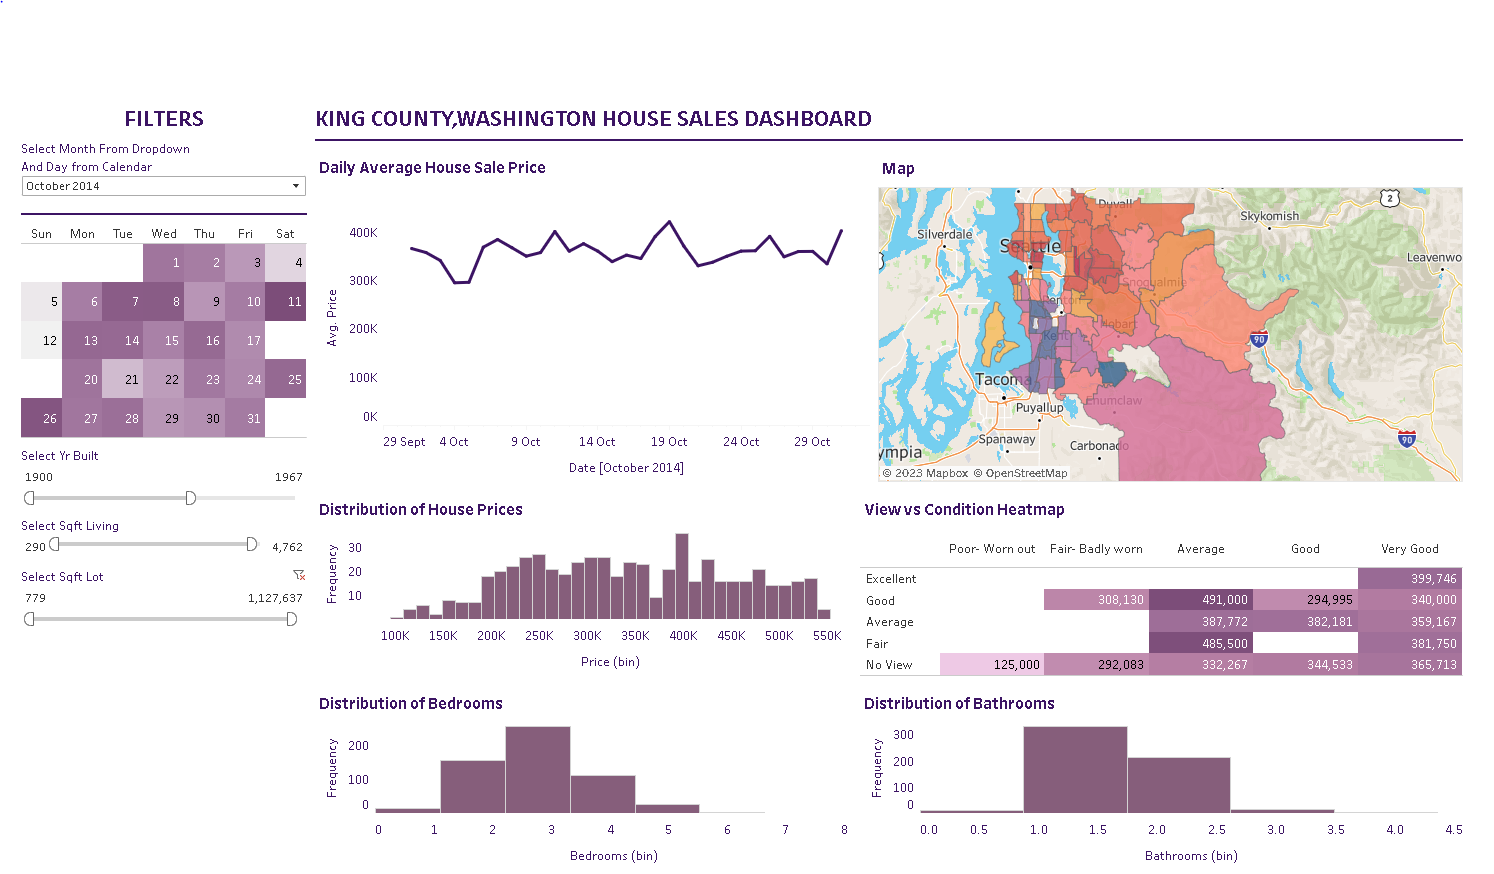 FILTERS
Select Month From Dropdown
And Day from Calendar
October 2014
Sun Mon Tue Wed Thu Fri Sat
1 2 3 4
5 6 7 8 9 10 11
12 13 14 15 16 17
20 21 22 23 24 25
26 27 28 29 30 31
Select Yr Built
1900 1967
Select Sqft Living
290 4,762
Select Sqft Lot
779 1,127,637
KING COUNTY,WASHINGTON HOUSE SALES DASHBOARD
Daily Average House Sale Price
Avg. Price
400K
300K
200K
100K
0K
29 Sept 4 Oct 9 Oct 14 Oct 19 Oct 24 Oct 29 Oct
Date [October 2014]
Map
Duvall
2
Skykomish
Silverdale
Seattle
Leavenwo
Snoqualmie
Renton
Hobart
Kent
90
Tacoma
Enumclaw
Puyallup
Spanaway
Carbonado
90
ympia
© 2023 Mapbox © OpenStreetMap
Distribution of House Prices
Frequency
30
20
10
100K 150K 200K 250K 300K 350K 400K 450K 500K 550K
Price (bin)
View vs Condition Heatmap
Poor- Worn out Fair- Badly worn Average Good Very Good
Excellent 399,746
Good 308,130 491,000 294,995 340,000
Average 387,772 382,181 359,167
Fair 485,500 381,750
No View 125,000 292,083 332,267 344,533 365,713
Distribution of Bedrooms
Frequency
200
100
0
0 1 2 3 4 5 6 7 8
Bedrooms (bin)
Distribution of Bathrooms
Frequency
300
200
100
0
0.0 0.5 1.0 1.5 2.0 2.5 3.0 3.5 4.0 4.5
Bathrooms (bin)